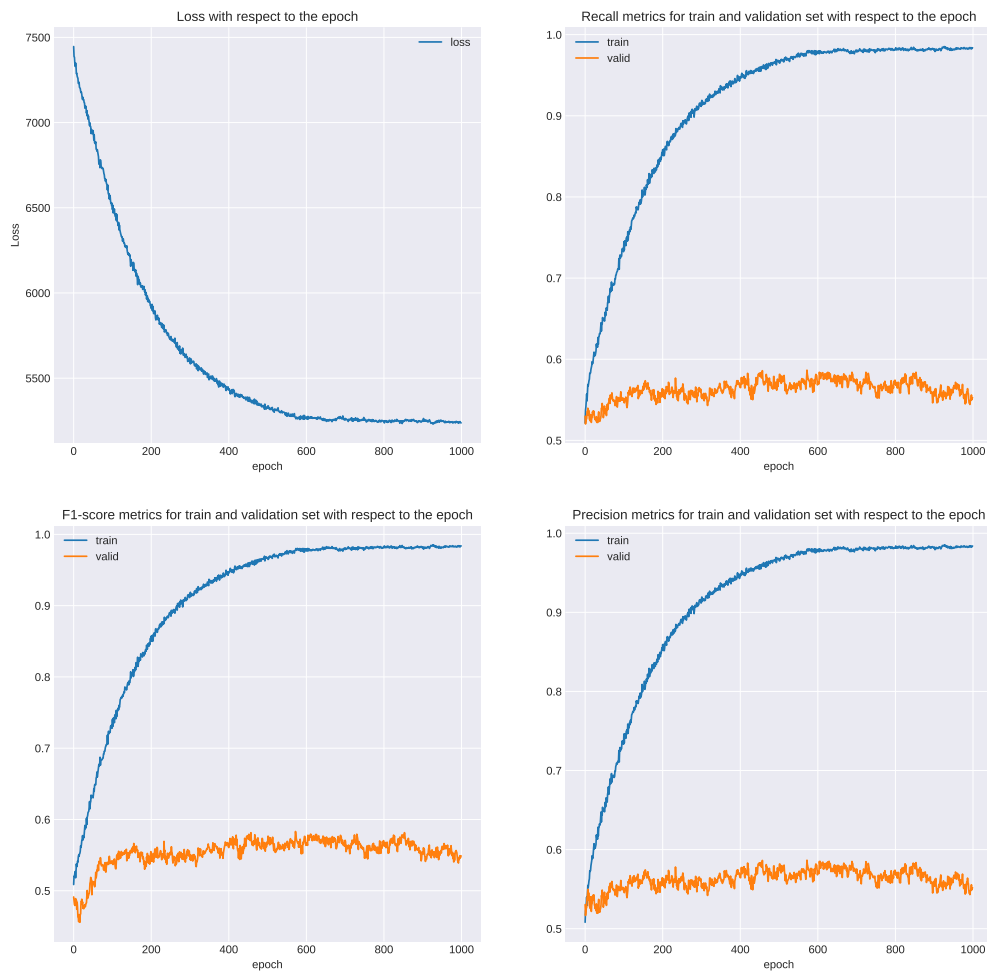 Loss with respect to the epoch
7500
7000
6500
6000
5500
Loss
loss
0 200 400 600 800 1000
epoch
Recall metrics for train and validation set with respect to the epoch
1.0
0.9
0.8
0.7
0.6
0.5
train
valid
0 200 400 600 800 1000
epoch
F1-score metrics for train and validation set with respect to the epoch
1.0
0.9
0.8
0.7
0.6
0.5
train
valid
0 200 400 600 800 1000
epoch
Precision metrics for train and validation set with respect to the epoch
1.0
0.9
0.8
0.7
0.6
0.5
train
valid
0 200 400 600 800 1000
epoch